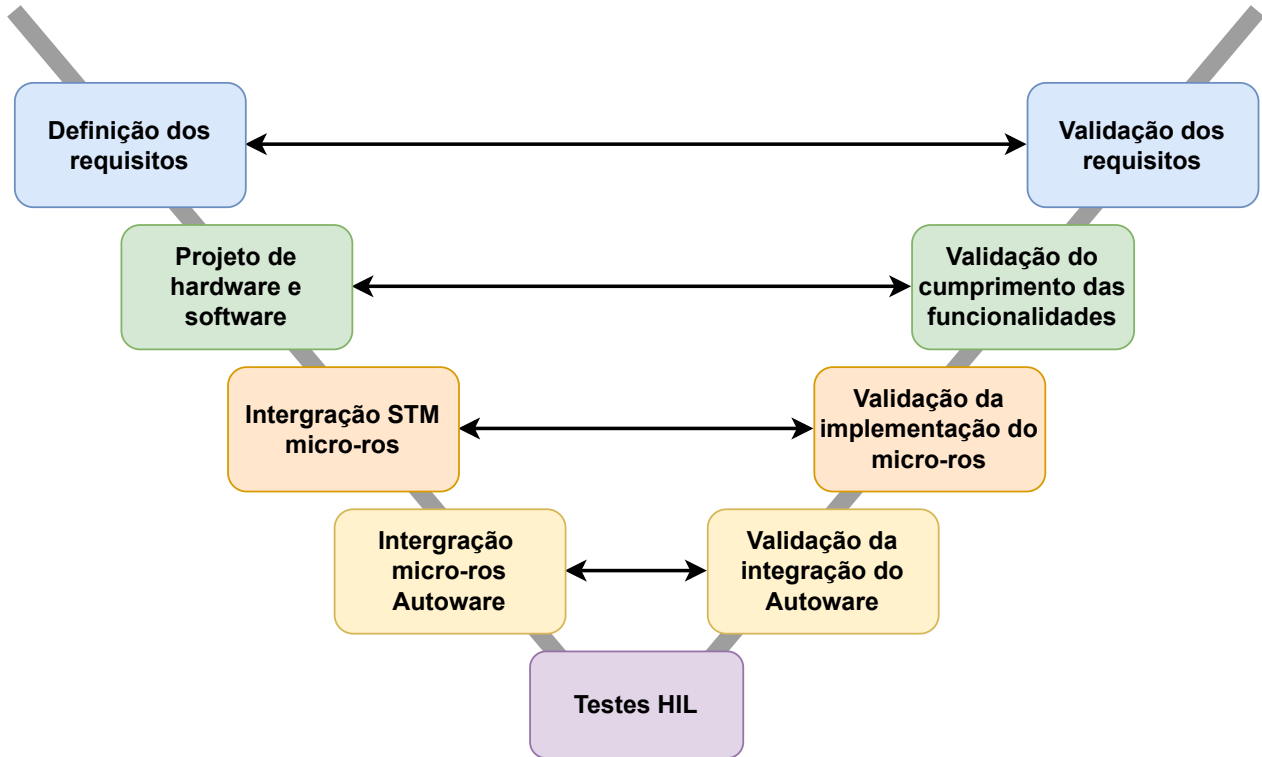 Definição dos
requisitos
Validação dos
requisitos
Projeto de
hardware e
software
Validação do
cumprimento das
funcionalidades
Intergração STM
micro-ros
Validação da
implementação do
micro-ros
Intergração
micro-ros
Autoware
Validação da
integração do
Autoware
Testes HIL